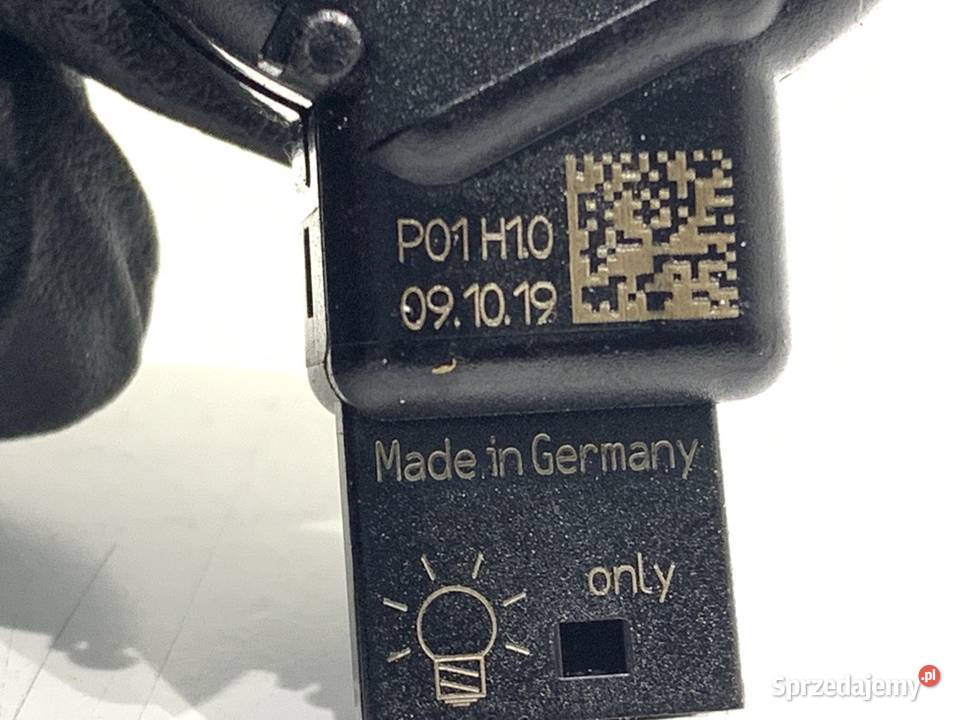 P01 H1.0
09.10.19
Made in Germany
only
Sprzedajemy.pl